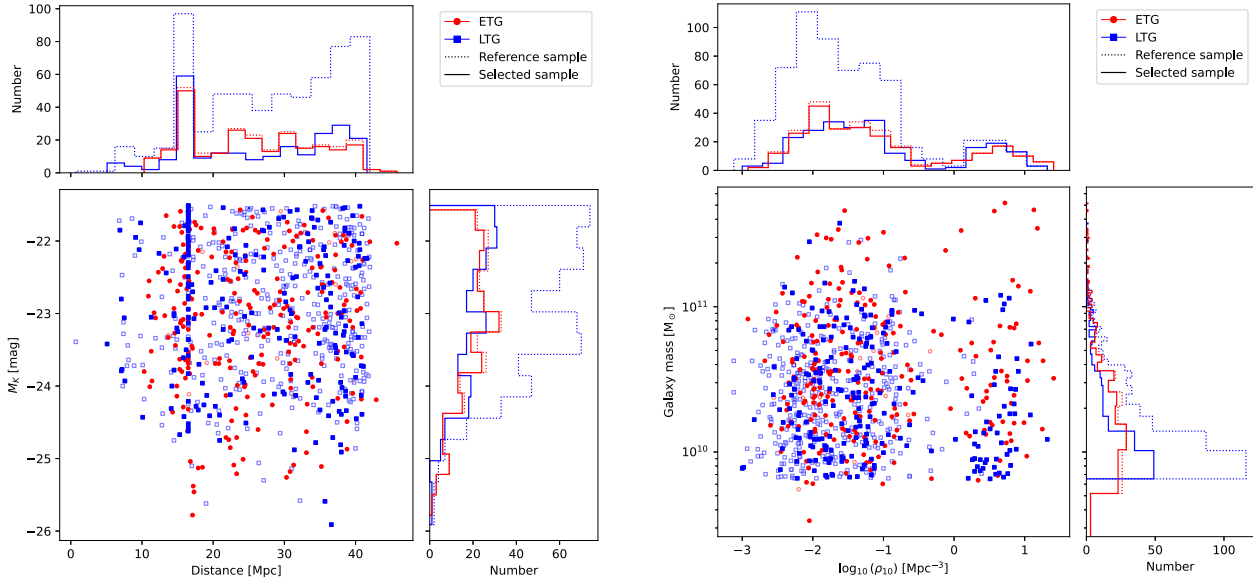 100
80
60
40
20
0
Number
ETG
LTG
Reference sample
Selected sample
−22
−23
−24
−25
−26
M_K [mag]
0
10
20
30
40
Distance [Mpc]
0
20
40
60
Number
100
80
60
40
20
0
Number
ETG
LTG
Reference sample
Selected sample
10^11
10^10
Galaxy mass [M_⊙]
−3
−2
−1
0
1
log_10(ρ_10) [Mpc^−3]
0
50
100
Number